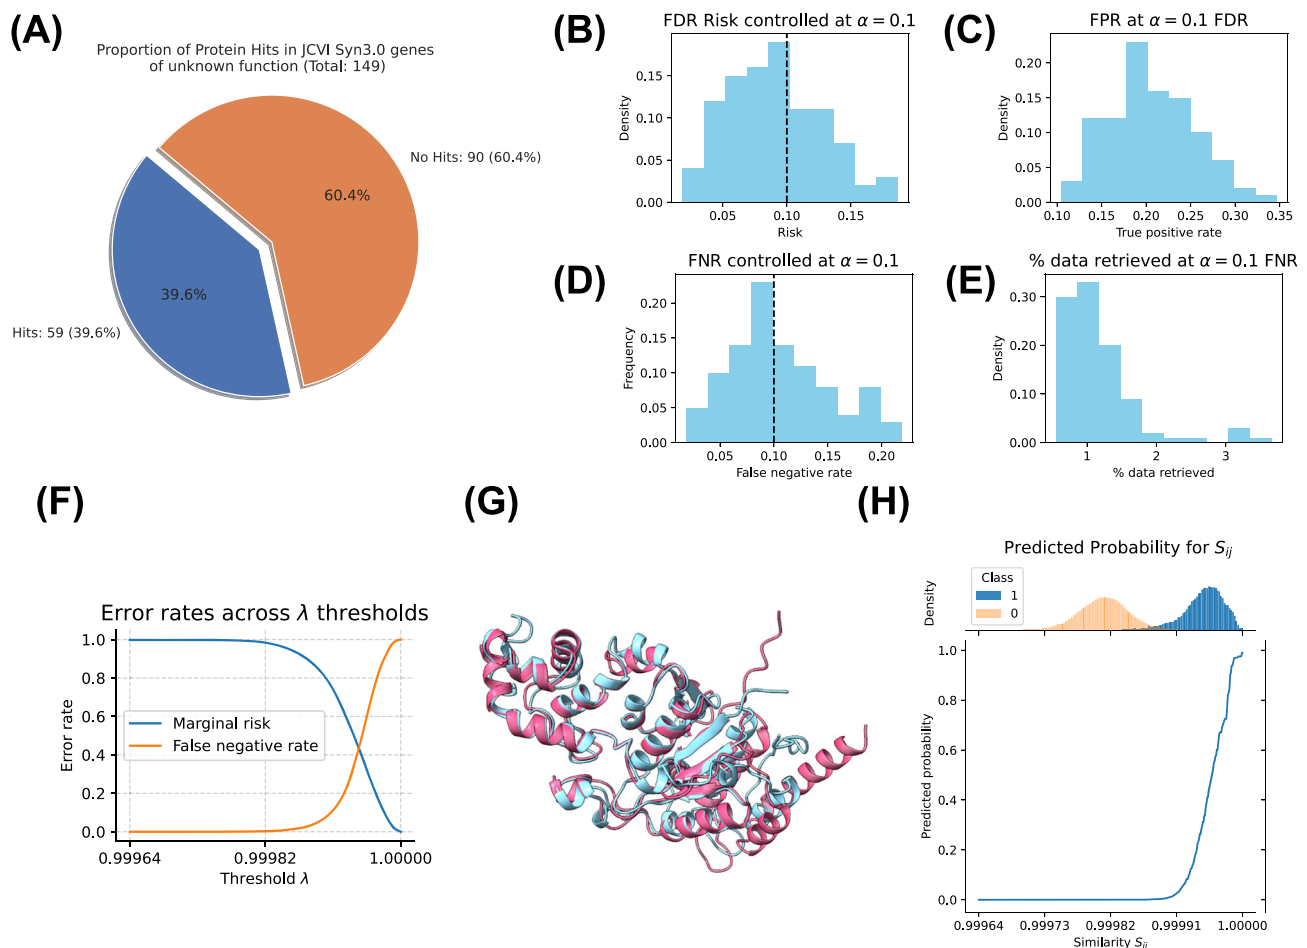 (A)
Proportion of Protein Hits in JCVI Syn3.0 genes
of unknown function (Total: 149)
No Hits: 90 (60.4%)
60.4%
39.6%
Hits: 59 (39.6%)
(B)
FDR Risk controlled at α = 0.1
Density
0.20
0.15
0.10
0.05
0.00
0.05
0.10
0.15
Risk
(C)
FPR at α = 0.1 FDR
Density
0.20
0.15
0.10
0.05
0.00
0.10
0.15
0.20
0.25
0.30
0.35
True positive rate
(D)
FNR controlled at α = 0.1
Frequency
0.20
0.15
0.10
0.05
0.00
0.05
0.10
0.15
0.20
False negative rate
(E)
% data retrieved at α = 0.1 FNR
Density
0.30
0.20
0.10
0.00
1
2
3
% data retrieved
(F)
Error rates across λ thresholds
Error rate
1.0
0.8
0.6
0.4
0.2
0.0
Marginal risk
False negative rate
0.99964
0.99982
1.00000
Threshold λ
(G)
(H)
Predicted Probability for Sij
Density
Class
1
0
Predicted probability
1.0
0.8
0.6
0.4
0.2
0.0
0.99964
0.99973
0.99982
0.99991
1.00000
Similarity Sij